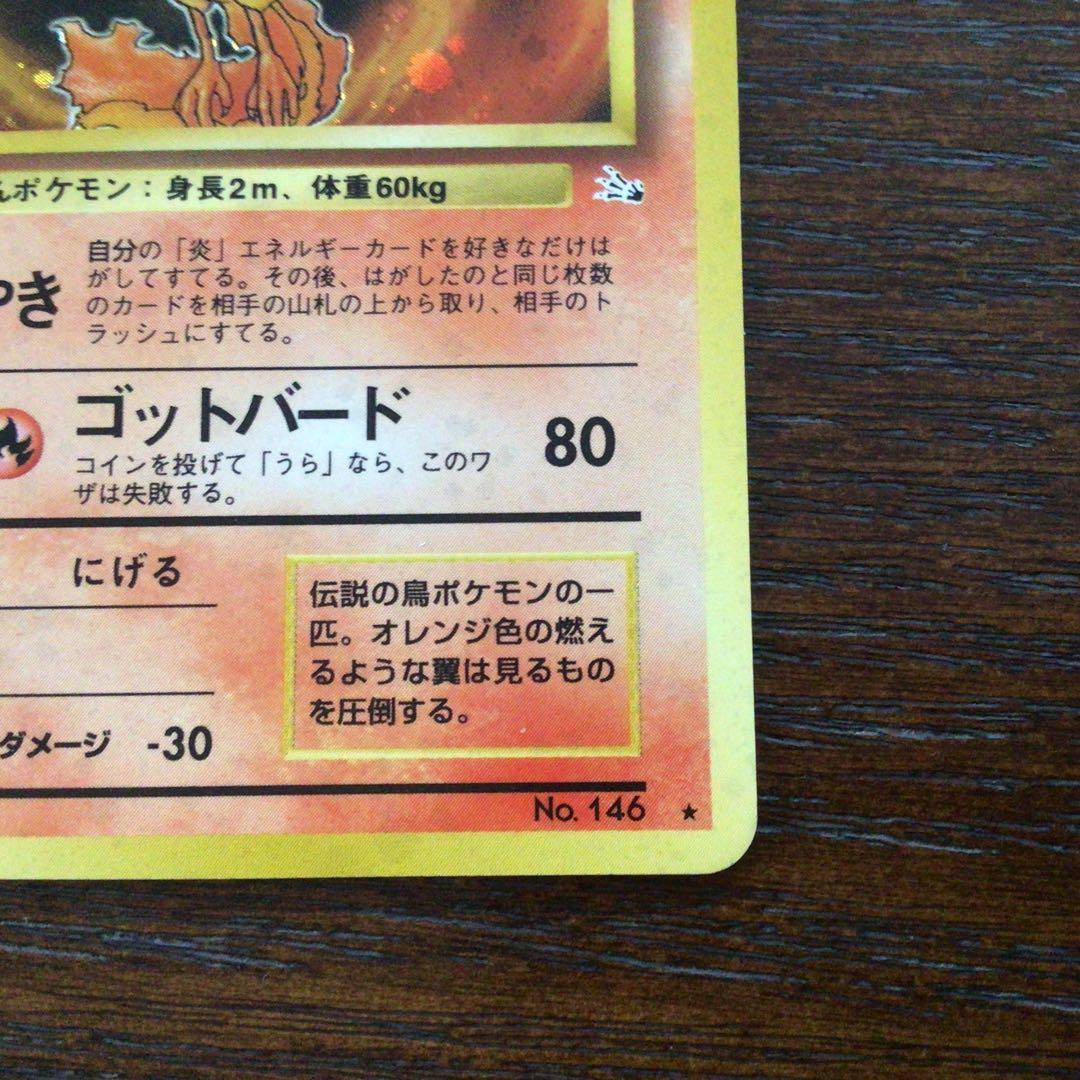 んポケモン：身長2m、体重60kg
自分の「炎」エネルギーカードを好きなだけは
がしてすてる。その後、はがしたのと同じ枚数
やき
のカードを相手の山札の上から取り、相手のト
ラッシュにすてる。
ゴットバード
80
コインを投げて「うら」なら、このワ
ザは失敗する。
にげる
伝説の鳥ポケモンの一
匹。オレンジ色の燃え
るような翼は見るもの
を圧倒する。
ダメージ -30
No. 146 ★